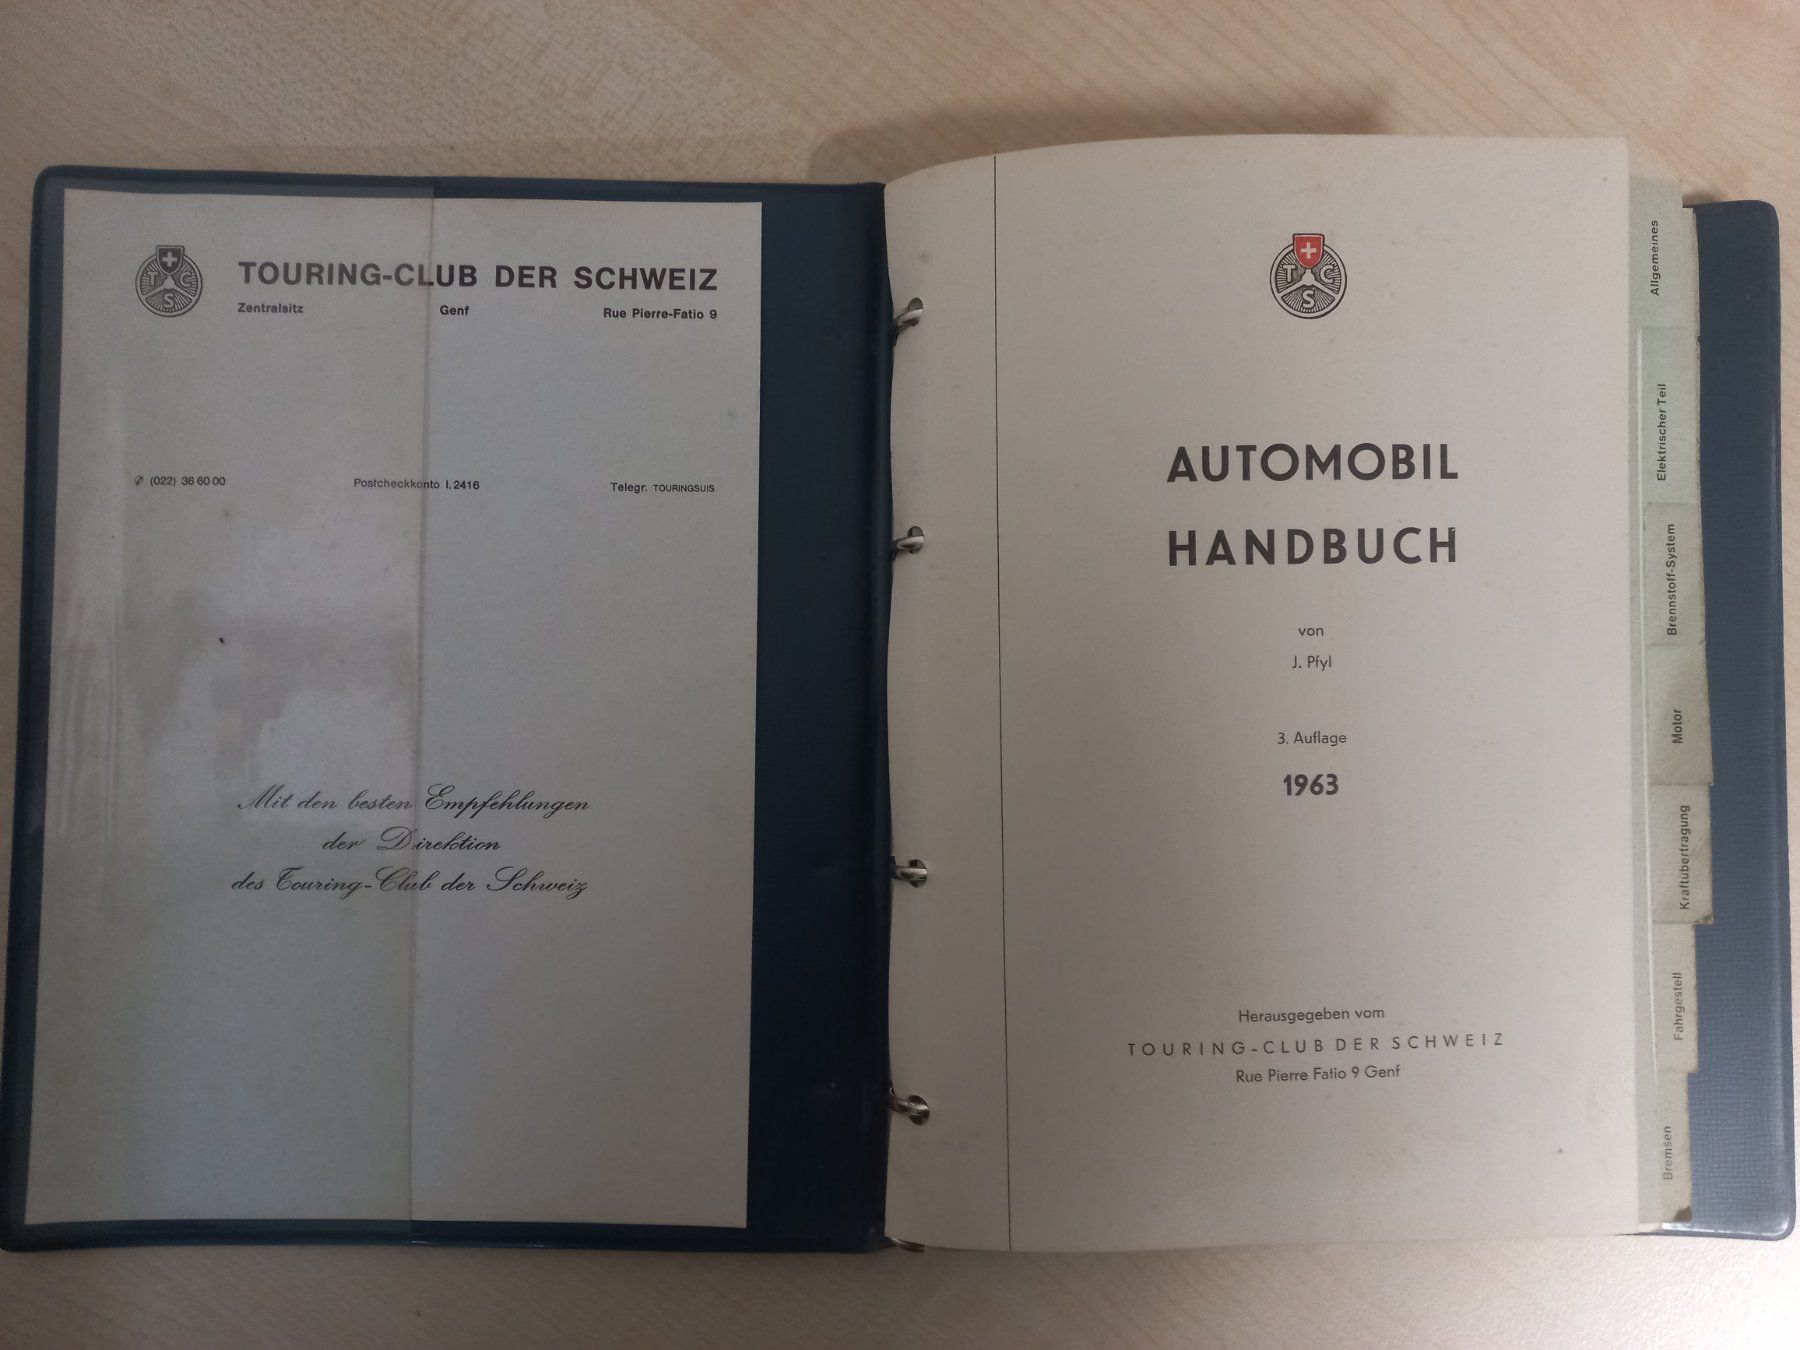 TCS
TOURING-CLUB DER SCHWEIZ
Zentralsitz Genf Rue Pierre-Fatio 9
✆ (022) 36 60 00 Postcheckkonto I. 2416 Telegr. TOURINGSUIS
Mit den besten Empfehlungen
der Direktion
des Touring-Club der Schweiz
TCS
AUTOMOBIL
HANDBUCH
von
J. Pfyl
3. Auflage
1963
Herausgegeben vom
TOURING-CLUB DER SCHWEIZ
Rue Pierre Fatio 9 Genf
Allgemeines
Elektrischer Teil
Brennstoff-System
Motor
Kraftübertragung
Fahrgestell
Bremsen